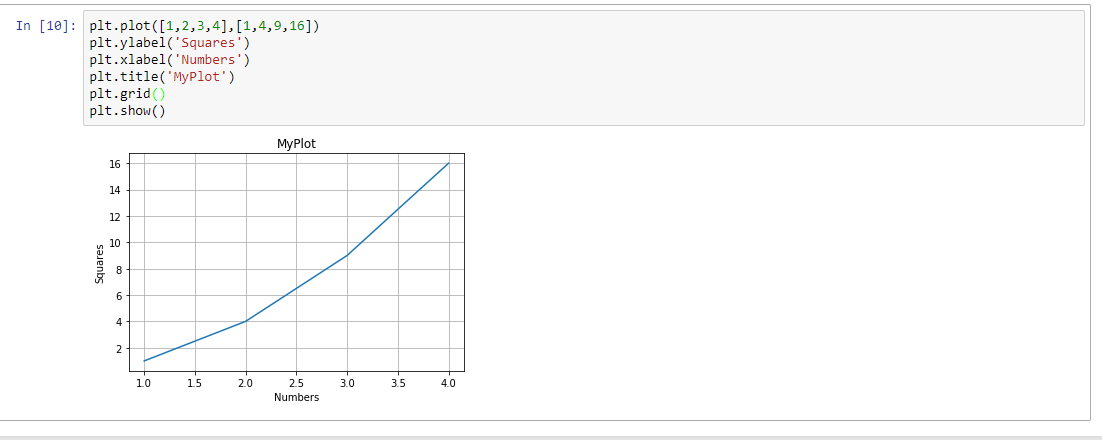 In [10]: plt.plot([1,2,3,4],[1,4,9,16])
plt.ylabel('Squares')
plt.xlabel('Numbers')
plt.title('MyPlot')
plt.grid()
plt.show()
MyPlot
16
14
12
10
8
6
4
2
Squares
1.0 1.5 2.0 2.5 3.0 3.5 4.0
Numbers